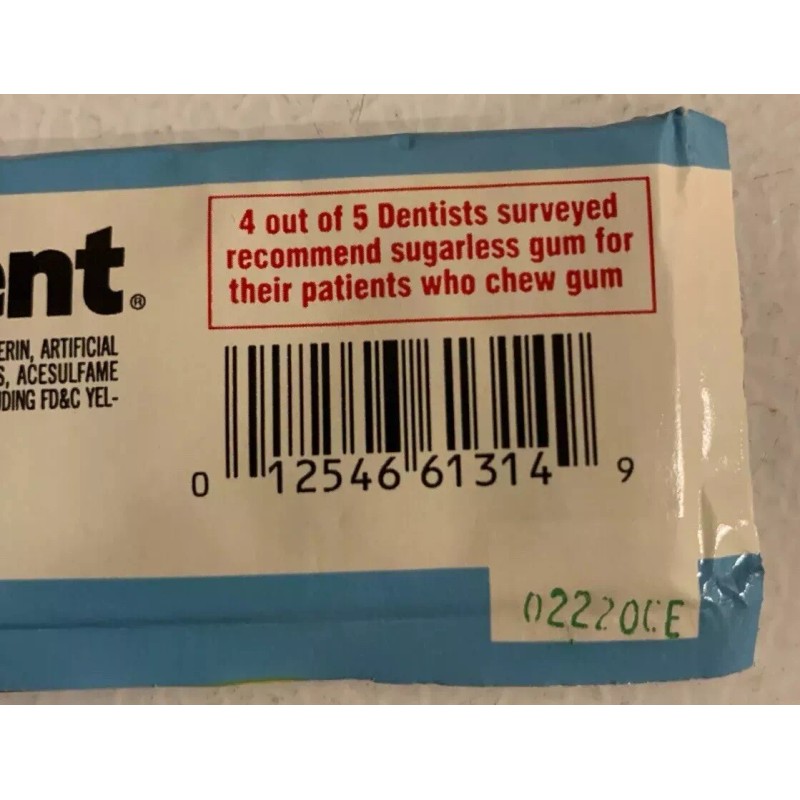 4 out of 5 Dentists surveyed
recommend sugarless gum for
their patients who chew gum
ent®
ERIN, ARTIFICIAL
S, ACESULFAME
DING FD&C YEL-
0 12546 61314 9